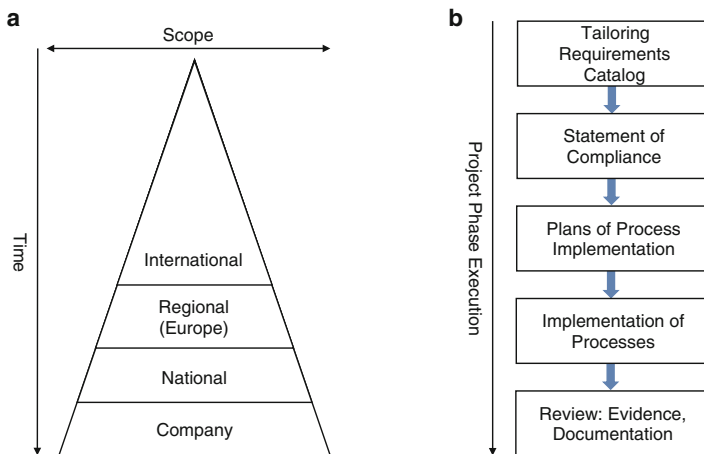 a
Scope
Time
International
Regional
(Europe)
National
Company
b
Project Phase Execution
Tailoring
Requirements
Catalog
Statement of
Compliance
Plans of Process
Implementation
Implementation of
Processes
Review: Evidence,
Documentation